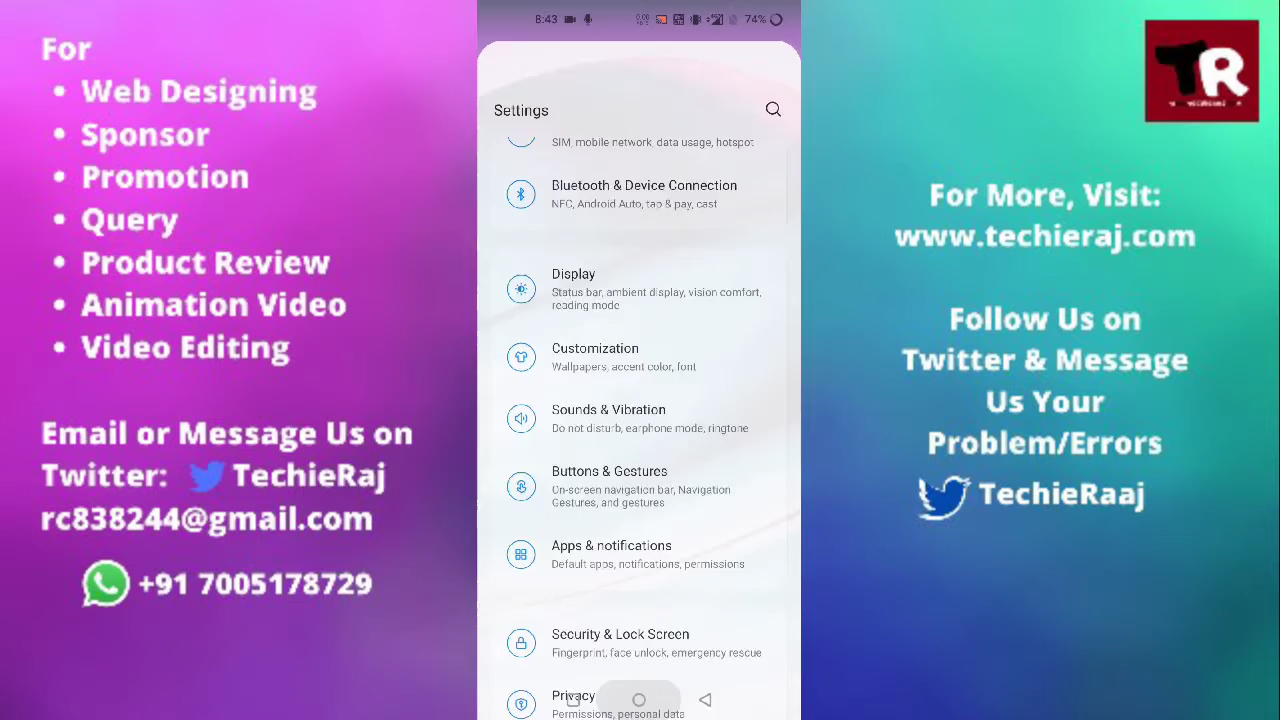 For
• Web Designing
• Sponsor
• Promotion
• Query
• Product Review
• Animation Video
• Video Editing
Email or Message Us on
Twitter: TechieRaj
rc838244@gmail.com
+91 7005178729
8:43
74%
Settings
SIM, mobile network, data usage, hotspot
Bluetooth & Device Connection
NFC, Android Auto, tap & pay, cast
Display
Status bar, ambient display, vision comfort,
reading mode
Customization
Wallpapers, accent color, font
Sounds & Vibration
Do not disturb, earphone mode, ringtone
Buttons & Gestures
On-screen navigation bar, Navigation
Gestures, and gestures
Apps & notifications
Default apps, notifications, permissions
Security & Lock Screen
Fingerprint, face unlock, emergency rescue
Privacy
Permissions, personal data
TR
For More, Visit:
www.techieraj.com
Follow Us on
Twitter & Message
Us Your
Problem/Errors
TechieRaaj